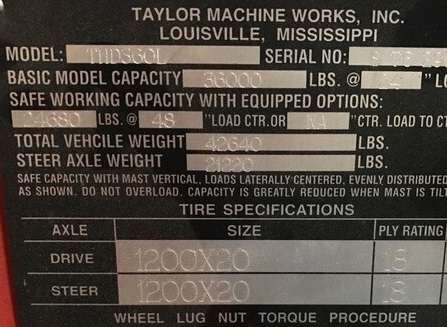 TAYLOR MACHINE WORKS, INC.
LOUISVILLE, MISSISSIPPI
MODEL: THD360L SERIAL NO:
BASIC MODEL CAPACITY 36000 LBS. @ 24 " LO
SAFE WORKING CAPACITY WITH EQUIPPED OPTIONS:
24680 LBS. @ 48 "LOAD CTR. OR NA "CTR. LOAD TO CT
TOTAL VEHCILE WEIGHT 42640 LBS.
STEER AXLE WEIGHT 21220 LBS.
SAFE CAPACITY WITH MAST VERTICAL, LOADS LATERALLY CENTERED, EVENLY DISTRIBUTED
AS SHOWN. DO NOT OVERLOAD. CAPACITY IS GREATLY REDUCED WHEN MAST IS TILT
TIRE SPECIFICATIONS
AXLE SIZE PLY RATING
DRIVE 1200X20 18
STEER 1200X20 18
WHEEL LUG NUT TORQUE PROCEDURE